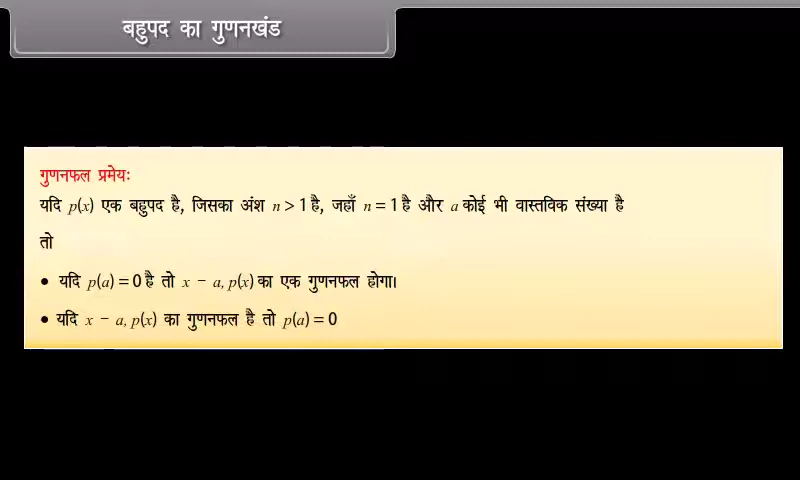 बहुपद का गुणनखंड
गुणनफल प्रमेयः
यदि p(x) एक बहुपद है, जिसका अंश n > 1 है, जहाँ n = 1 है और a कोई भी वास्तविक संख्या है
तो
• यदि p(a) = 0 है तो x - a, p(x) का एक गुणनफल होगा।
• यदि x - a, p(x) का गुणनफल है तो p(a) = 0